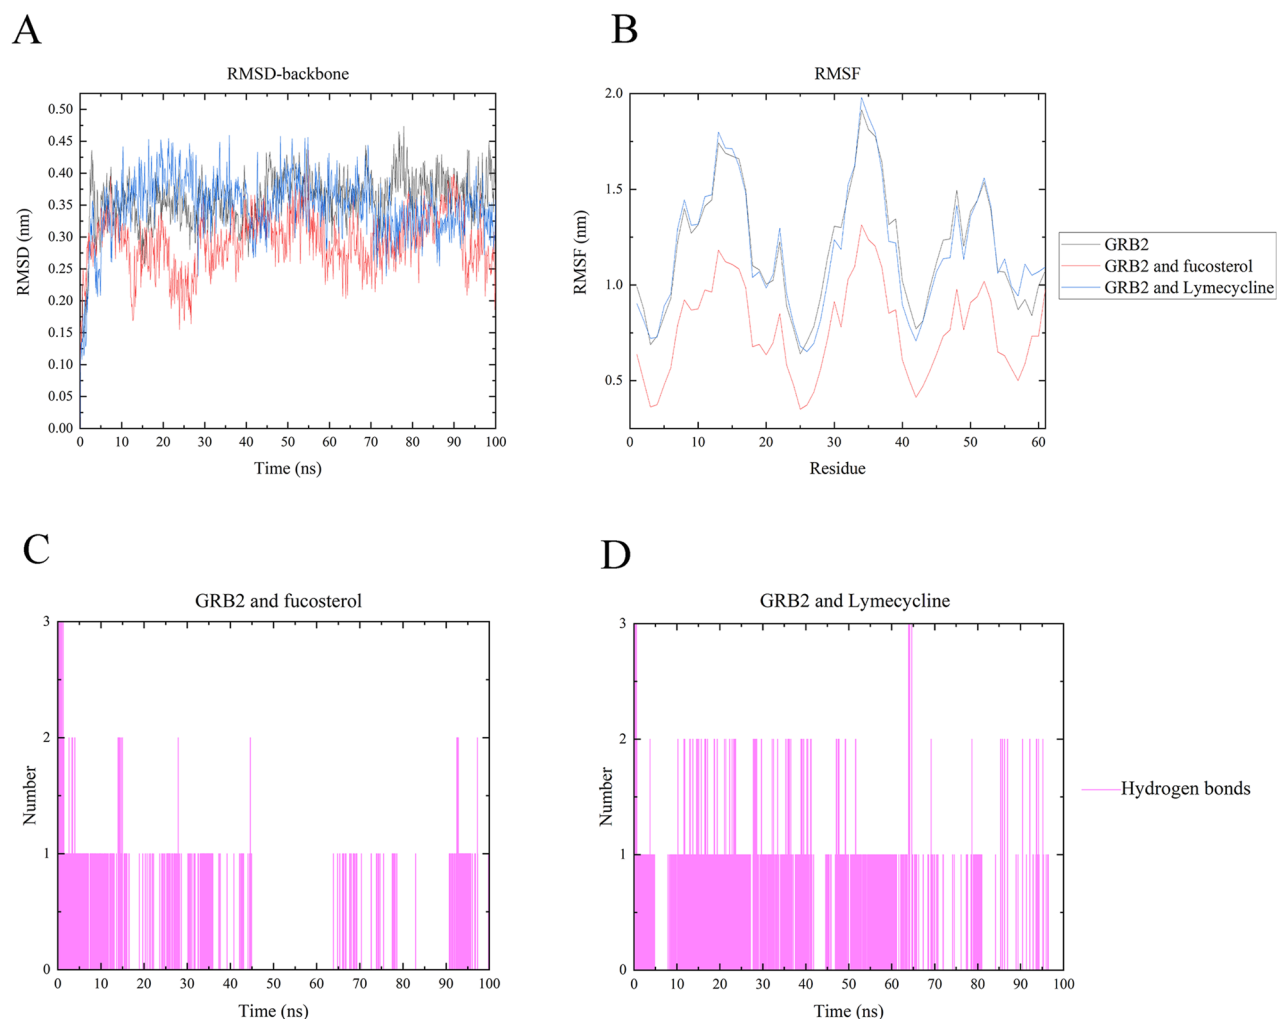 A
RMSD-backbone
RMSD (nm)
0.50
0.45
0.40
0.35
0.30
0.25
0.20
0.15
0.10
0.05
0.00
0 10 20 30 40 50 60 70 80 90 100
Time (ns)
B
RMSF
RMSF (nm)
2.0
1.5
1.0
0.5
0 10 20 30 40 50 60
Residue
GRB2
GRB2 and fucosterol
GRB2 and Lymecycline
C
GRB2 and fucosterol
Number
3
2
1
0
0 10 20 30 40 50 60 70 80 90 100
Time (ns)
D
GRB2 and Lymecycline
Number
3
2
1
0
0 10 20 30 40 50 60 70 80 90 100
Time (ns)
Hydrogen bonds